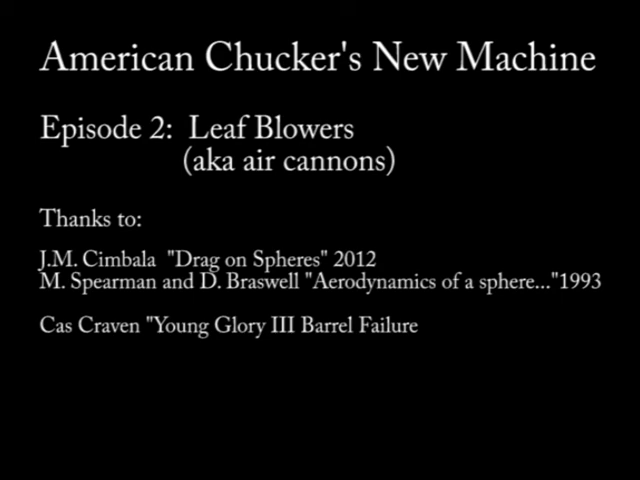 American Chucker's New Machine
Episode 2: Leaf Blowers
(aka air cannons)
Thanks to:
J.M. Cimbala "Drag on Spheres" 2012
M. Spearman and D. Braswell "Aerodynamics of a sphere..."1993
Cas Craven "Young Glory III Barrel Failure